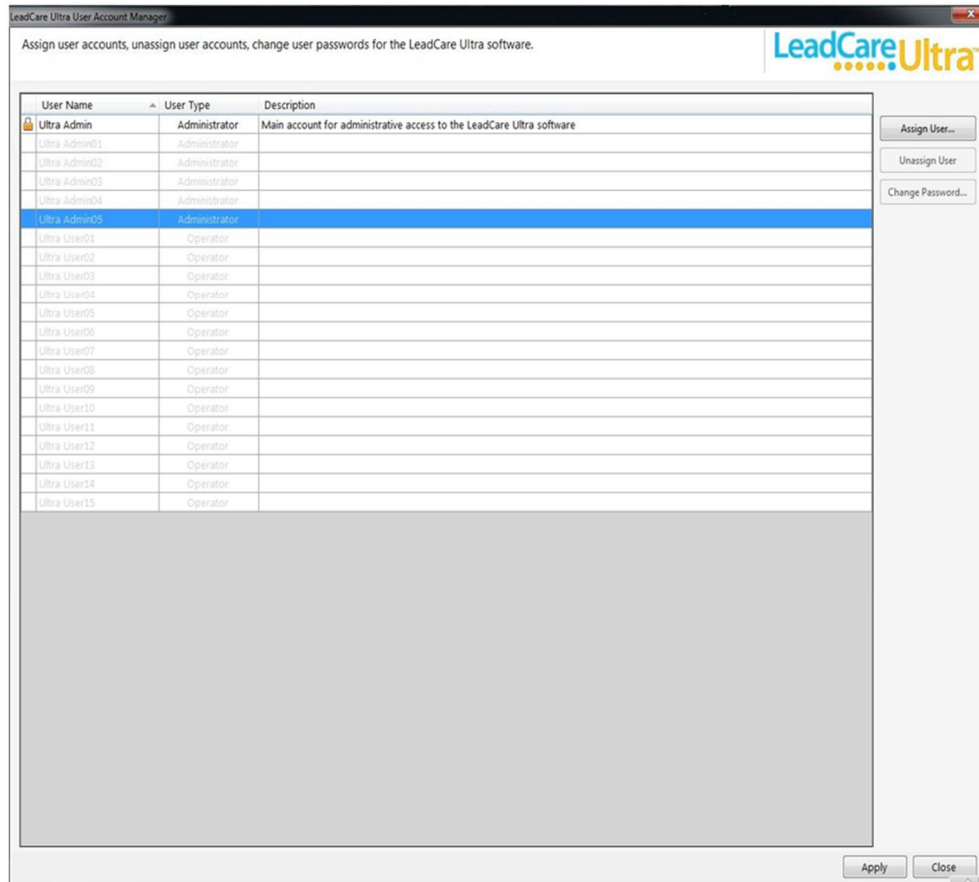 LeadCare Ultra User Account Manager
Assign user accounts, unassign user accounts, change user passwords for the LeadCare Ultra software.
LeadCare Ultra
User Name User Type Description
Ultra Admin Administrator Main account for administrative access to the LeadCare Ultra software
Ultra Admin01 Administrator
Ultra Admin02 Administrator
Ultra Admin03 Administrator
Ultra Admin04 Administrator
Ultra Admin05 Administrator
Ultra User01 Operator
Ultra User02 Operator
Ultra User03 Operator
Ultra User04 Operator
Ultra User05 Operator
Ultra User06 Operator
Ultra User07 Operator
Ultra User08 Operator
Ultra User09 Operator
Ultra User10 Operator
Ultra User11 Operator
Ultra User12 Operator
Ultra User13 Operator
Ultra User14 Operator
Ultra User15 Operator
Assign User...
Unassign User
Change Password...
Apply Close